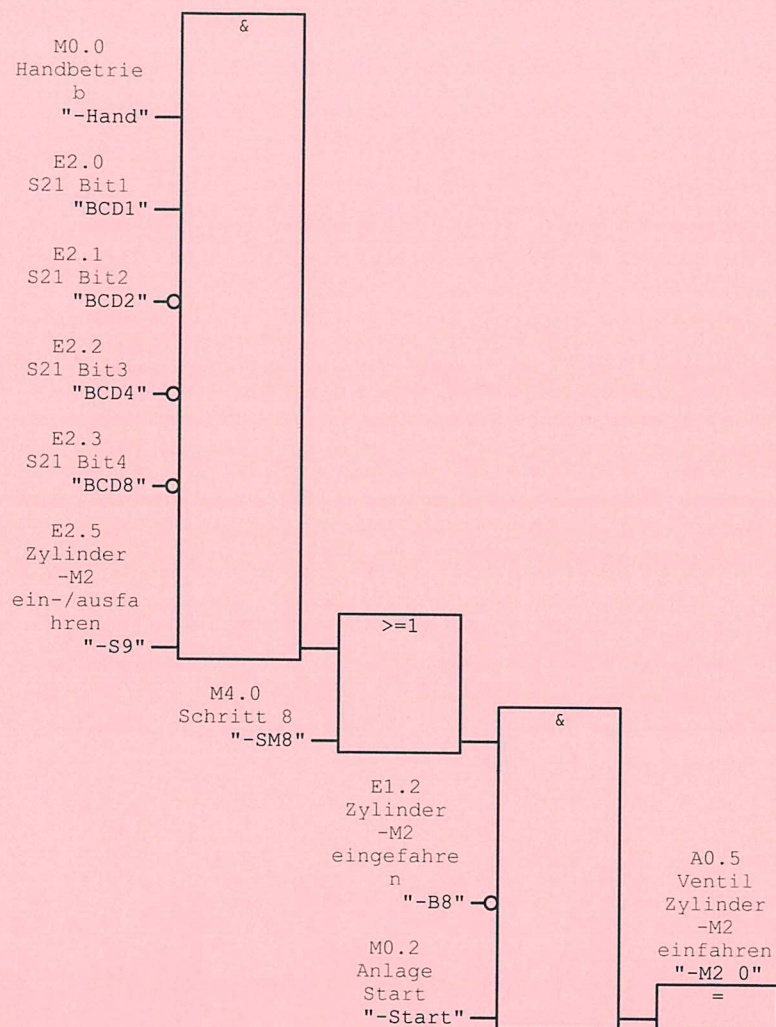 &
M0.0
Handbetrie
b
"-Hand"
E2.0
S21 Bit1
"BCD1"
E2.1
S21 Bit2
"BCD2"
E2.2
S21 Bit3
"BCD4"
E2.3
S21 Bit4
"BCD8"
E2.5
Zylinder
-M2
ein-/ausfa
hren
"-S9"
>=1
M4.0
Schritt 8
"-SM8"
&
E1.2
Zylinder
-M2
eingefahre
n
"-B8"
M0.2
Anlage
Start
"-Start"
A0.5
Ventil
Zylinder
-M2
einfahren
"-M2 0"
=